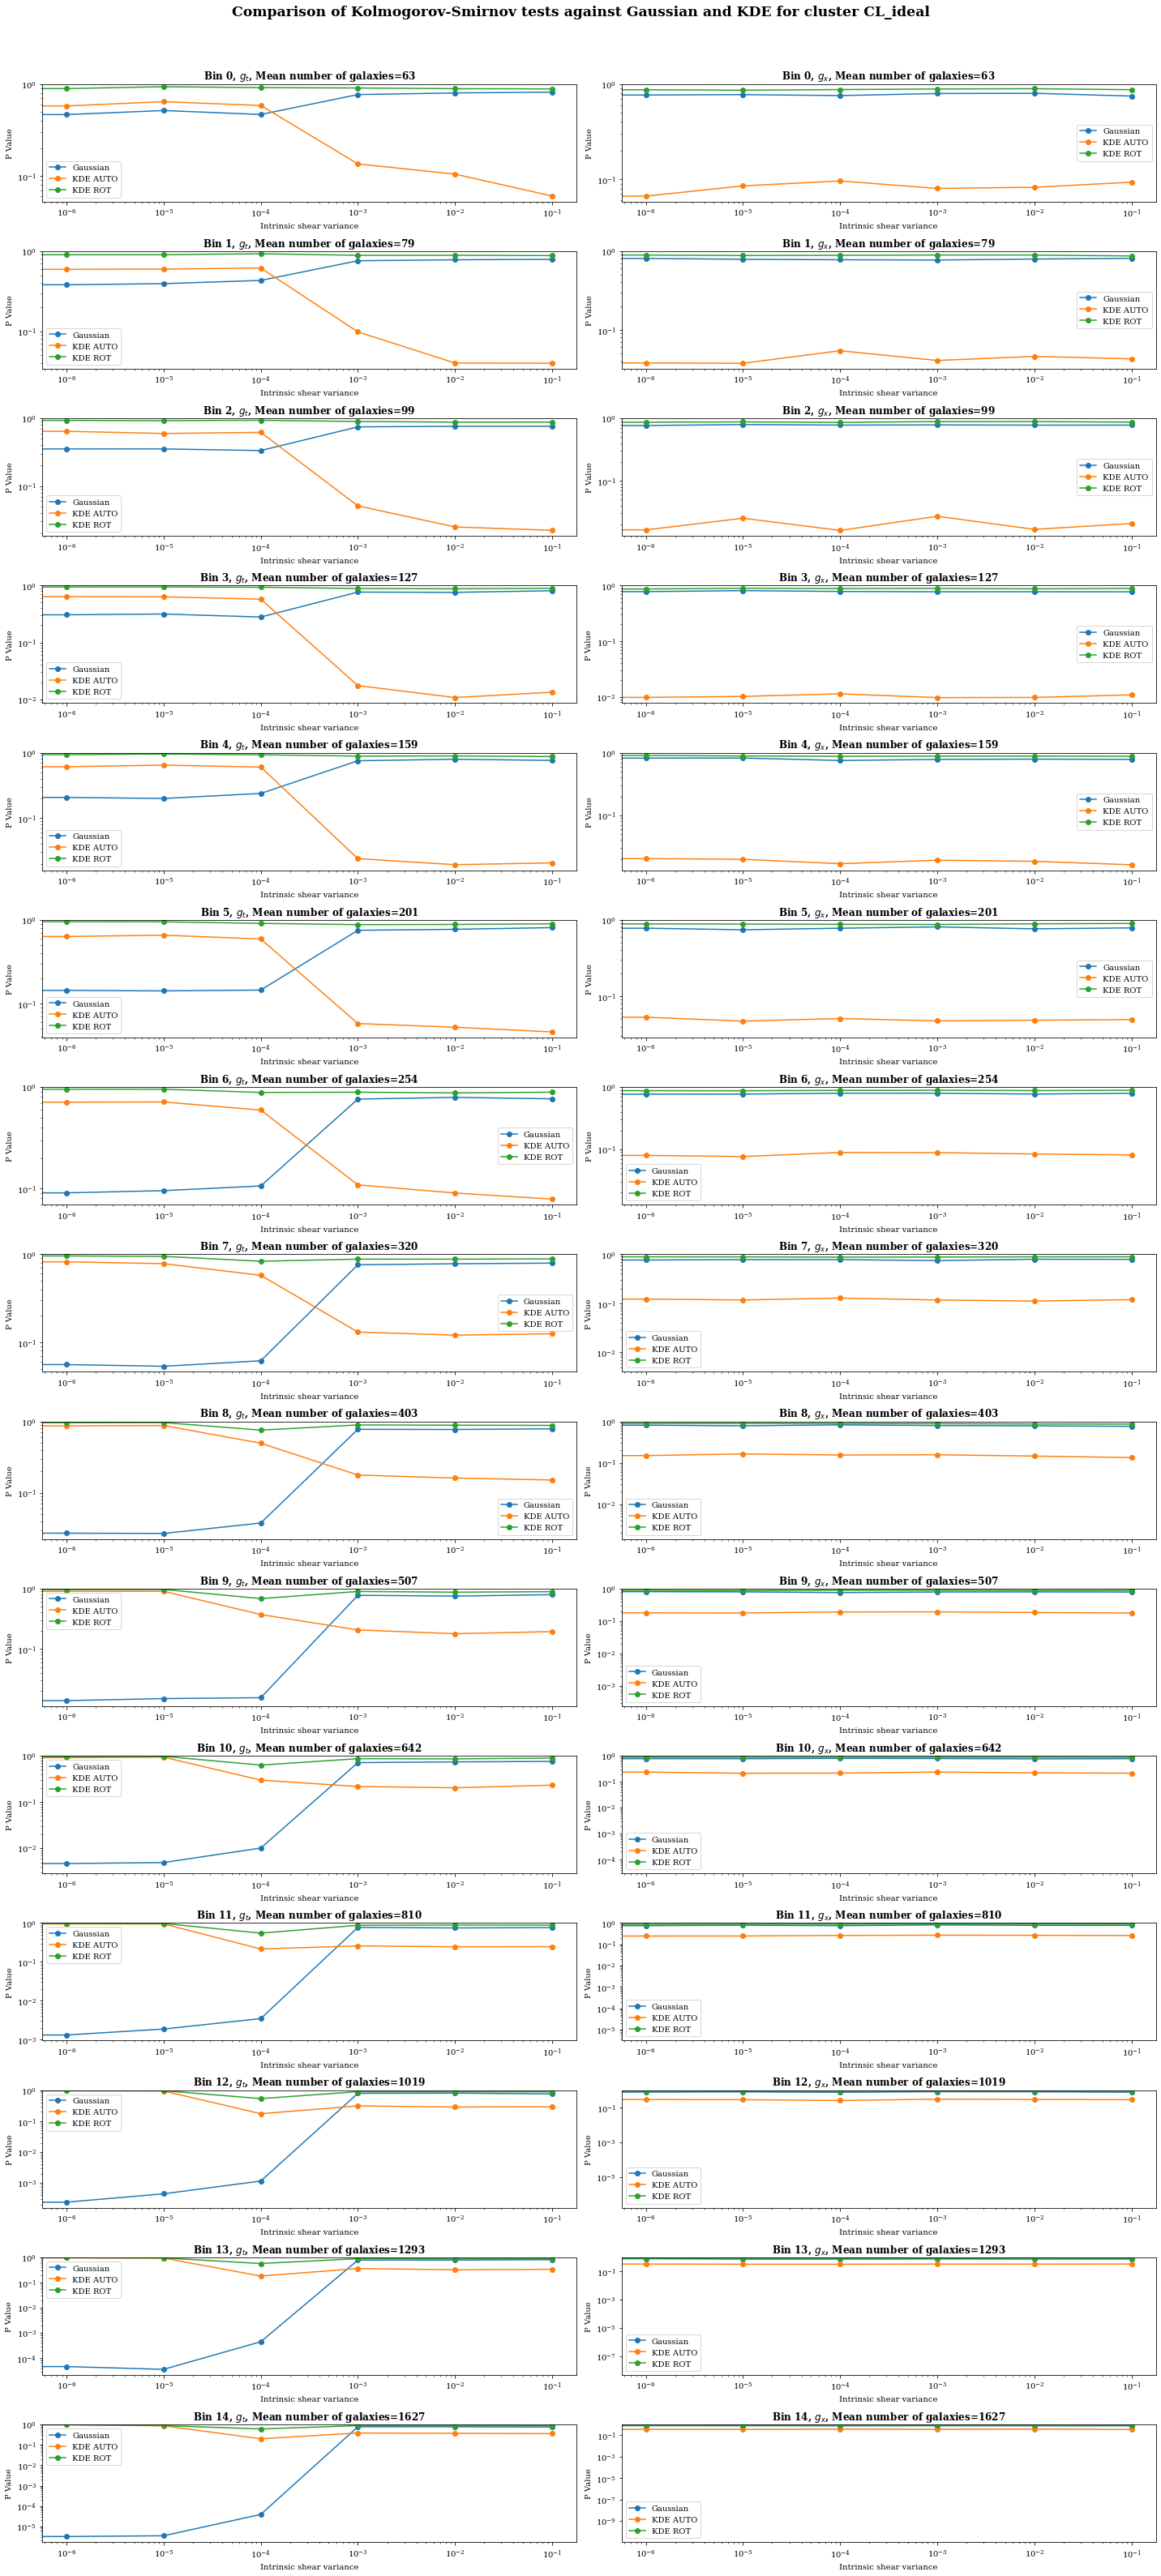 Comparison of Kolmogorov-Smirnov tests against Gaussian and KDE for cluster CL_ideal
Bin 0, g_t, Mean number of galaxies=63
P Value
10^0
10^-1
Gaussian
KDE AUTO
KDE ROT
10^-6 10^-5 10^-4 10^-3 10^-2 10^-1
Intrinsic shear variance
Bin 0, g_x, Mean number of galaxies=63
P Value
10^0
10^-1
Gaussian
KDE AUTO
KDE ROT
10^-6 10^-5 10^-4 10^-3 10^-2 10^-1
Intrinsic shear variance
Bin 1, g_t, Mean number of galaxies=79
P Value
10^0
10^-1
Gaussian
KDE AUTO
KDE ROT
10^-6 10^-5 10^-4 10^-3 10^-2 10^-1
Intrinsic shear variance
Bin 1, g_x, Mean number of galaxies=79
P Value
10^0
10^-1
Gaussian
KDE AUTO
KDE ROT
10^-6 10^-5 10^-4 10^-3 10^-2 10^-1
Intrinsic shear variance
Bin 2, g_t, Mean number of galaxies=99
P Value
10^0
10^-1
Gaussian
KDE AUTO
KDE ROT
10^-6 10^-5 10^-4 10^-3 10^-2 10^-1
Intrinsic shear variance
Bin 2, g_x, Mean number of galaxies=99
P Value
10^0
10^-1
Gaussian
KDE AUTO
KDE ROT
10^-6 10^-5 10^-4 10^-3 10^-2 10^-1
Intrinsic shear variance
Bin 3, g_t, Mean number of galaxies=127
P Value
10^0
10^-1
10^-2
Gaussian
KDE AUTO
KDE ROT
10^-6 10^-5 10^-4 10^-3 10^-2 10^-1
Intrinsic shear variance
Bin 3, g_x, Mean number of galaxies=127
P Value
10^0
10^-1
10^-2
Gaussian
KDE AUTO
KDE ROT
10^-6 10^-5 10^-4 10^-3 10^-2 10^-1
Intrinsic shear variance
Bin 4, g_t, Mean number of galaxies=159
P Value
10^0
10^-1
Gaussian
KDE AUTO
KDE ROT
10^-6 10^-5 10^-4 10^-3 10^-2 10^-1
Intrinsic shear variance
Bin 4, g_x, Mean number of galaxies=159
P Value
10^0
10^-1
Gaussian
KDE AUTO
KDE ROT
10^-6 10^-5 10^-4 10^-3 10^-2 10^-1
Intrinsic shear variance
Bin 5, g_t, Mean number of galaxies=201
P Value
10^0
10^-1
Gaussian
KDE AUTO
KDE ROT
10^-6 10^-5 10^-4 10^-3 10^-2 10^-1
Intrinsic shear variance
Bin 5, g_x, Mean number of galaxies=201
P Value
10^0
10^-1
Gaussian
KDE AUTO
KDE ROT
10^-6 10^-5 10^-4 10^-3 10^-2 10^-1
Intrinsic shear variance
Bin 6, g_t, Mean number of galaxies=254
P Value
10^0
10^-1
Gaussian
KDE AUTO
KDE ROT
10^-6 10^-5 10^-4 10^-3 10^-2 10^-1
Intrinsic shear variance
Bin 6, g_x, Mean number of galaxies=254
P Value
10^0
10^-1
Gaussian
KDE AUTO
KDE ROT
10^-6 10^-5 10^-4 10^-3 10^-2 10^-1
Intrinsic shear variance
Bin 7, g_t, Mean number of galaxies=320
P Value
10^0
10^-1
Gaussian
KDE AUTO
KDE ROT
10^-6 10^-5 10^-4 10^-3 10^-2 10^-1
Intrinsic shear variance
Bin 7, g_x, Mean number of galaxies=320
P Value
10^0
10^-1
10^-2
Gaussian
KDE AUTO
KDE ROT
10^-6 10^-5 10^-4 10^-3 10^-2 10^-1
Intrinsic shear variance
Bin 8, g_t, Mean number of galaxies=403
P Value
10^0
10^-1
Gaussian
KDE AUTO
KDE ROT
10^-6 10^-5 10^-4 10^-3 10^-2 10^-1
Intrinsic shear variance
Bin 8, g_x, Mean number of galaxies=403
P Value
10^0
10^-1
10^-2
Gaussian
KDE AUTO
KDE ROT
10^-6 10^-5 10^-4 10^-3 10^-2 10^-1
Intrinsic shear variance
Bin 9, g_t, Mean number of galaxies=507
P Value
10^0
10^-1
Gaussian
KDE AUTO
KDE ROT
10^-6 10^-5 10^-4 10^-3 10^-2 10^-1
Intrinsic shear variance
Bin 9, g_x, Mean number of galaxies=507
P Value
10^0
10^-1
10^-2
10^-3
Gaussian
KDE AUTO
KDE ROT
10^-6 10^-5 10^-4 10^-3 10^-2 10^-1
Intrinsic shear variance
Bin 10, g_t, Mean number of galaxies=642
P Value
10^0
10^-1
10^-2
Gaussian
KDE AUTO
KDE ROT
10^-6 10^-5 10^-4 10^-3 10^-2 10^-1
Intrinsic shear variance
Bin 10, g_x, Mean number of galaxies=642
P Value
10^0
10^-1
10^-2
10^-3
10^-4
Gaussian
KDE AUTO
KDE ROT
10^-6 10^-5 10^-4 10^-3 10^-2 10^-1
Intrinsic shear variance
Bin 11, g_t, Mean number of galaxies=810
P Value
10^0
10^-1
10^-2
10^-3
Gaussian
KDE AUTO
KDE ROT
10^-6 10^-5 10^-4 10^-3 10^-2 10^-1
Intrinsic shear variance
Bin 11, g_x, Mean number of galaxies=810
P Value
10^0
10^-1
10^-2
10^-3
10^-4
10^-5
Gaussian
KDE AUTO
KDE ROT
10^-6 10^-5 10^-4 10^-3 10^-2 10^-1
Intrinsic shear variance
Bin 12, g_t, Mean number of galaxies=1019
P Value
10^0
10^-1
10^-2
10^-3
Gaussian
KDE AUTO
KDE ROT
10^-6 10^-5 10^-4 10^-3 10^-2 10^-1
Intrinsic shear variance
Bin 12, g_x, Mean number of galaxies=1019
P Value
10^-1
10^-3
10^-5
Gaussian
KDE AUTO
KDE ROT
10^-6 10^-5 10^-4 10^-3 10^-2 10^-1
Intrinsic shear variance
Bin 13, g_t, Mean number of galaxies=1293
P Value
10^0
10^-1
10^-2
10^-3
10^-4
Gaussian
KDE AUTO
KDE ROT
10^-6 10^-5 10^-4 10^-3 10^-2 10^-1
Intrinsic shear variance
Bin 13, g_x, Mean number of galaxies=1293
P Value
10^-1
10^-3
10^-5
10^-7
Gaussian
KDE AUTO
KDE ROT
10^-6 10^-5 10^-4 10^-3 10^-2 10^-1
Intrinsic shear variance
Bin 14, g_t, Mean number of galaxies=1627
P Value
10^0
10^-1
10^-2
10^-3
10^-4
10^-5
Gaussian
KDE AUTO
KDE ROT
10^-6 10^-5 10^-4 10^-3 10^-2 10^-1
Intrinsic shear variance
Bin 14, g_x, Mean number of galaxies=1627
P Value
10^-1
10^-3
10^-5
10^-7
10^-9
Gaussian
KDE AUTO
KDE ROT
10^-6 10^-5 10^-4 10^-3 10^-2 10^-1
Intrinsic shear variance